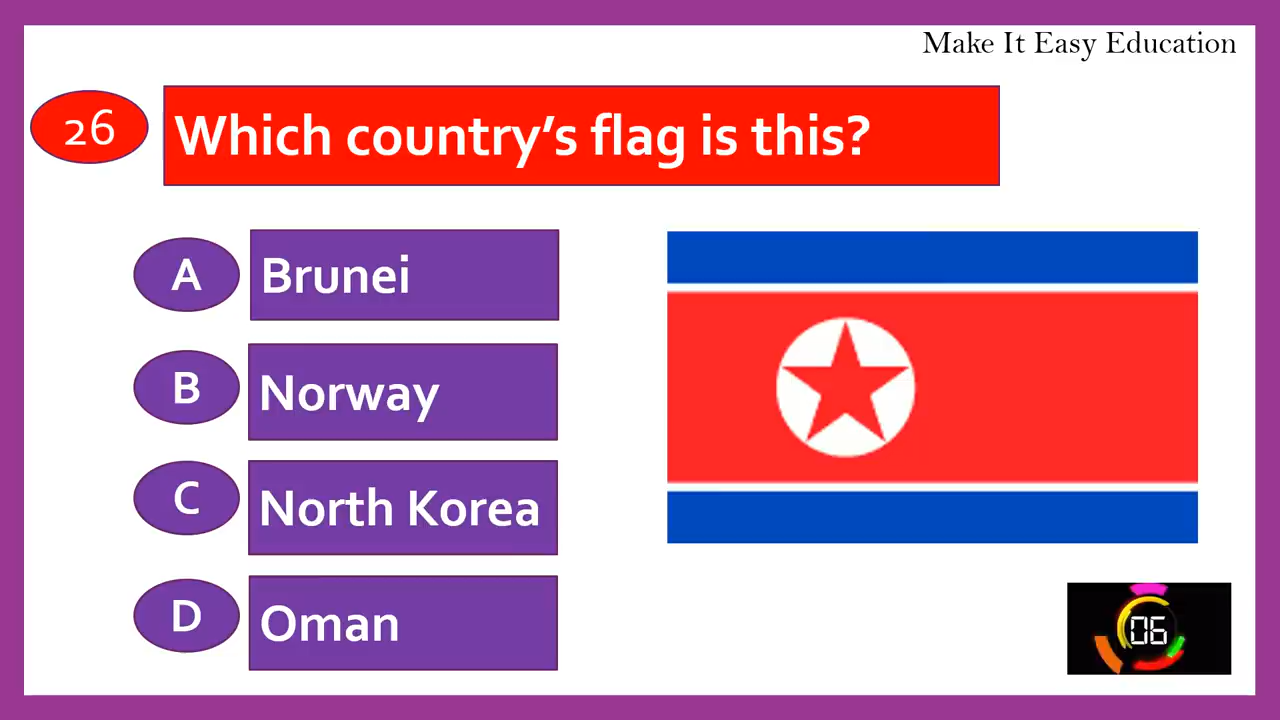 Make It Easy Education
26
Which country’s flag is this?
A
Brunei
B
Norway
C
North Korea
D
Oman
06